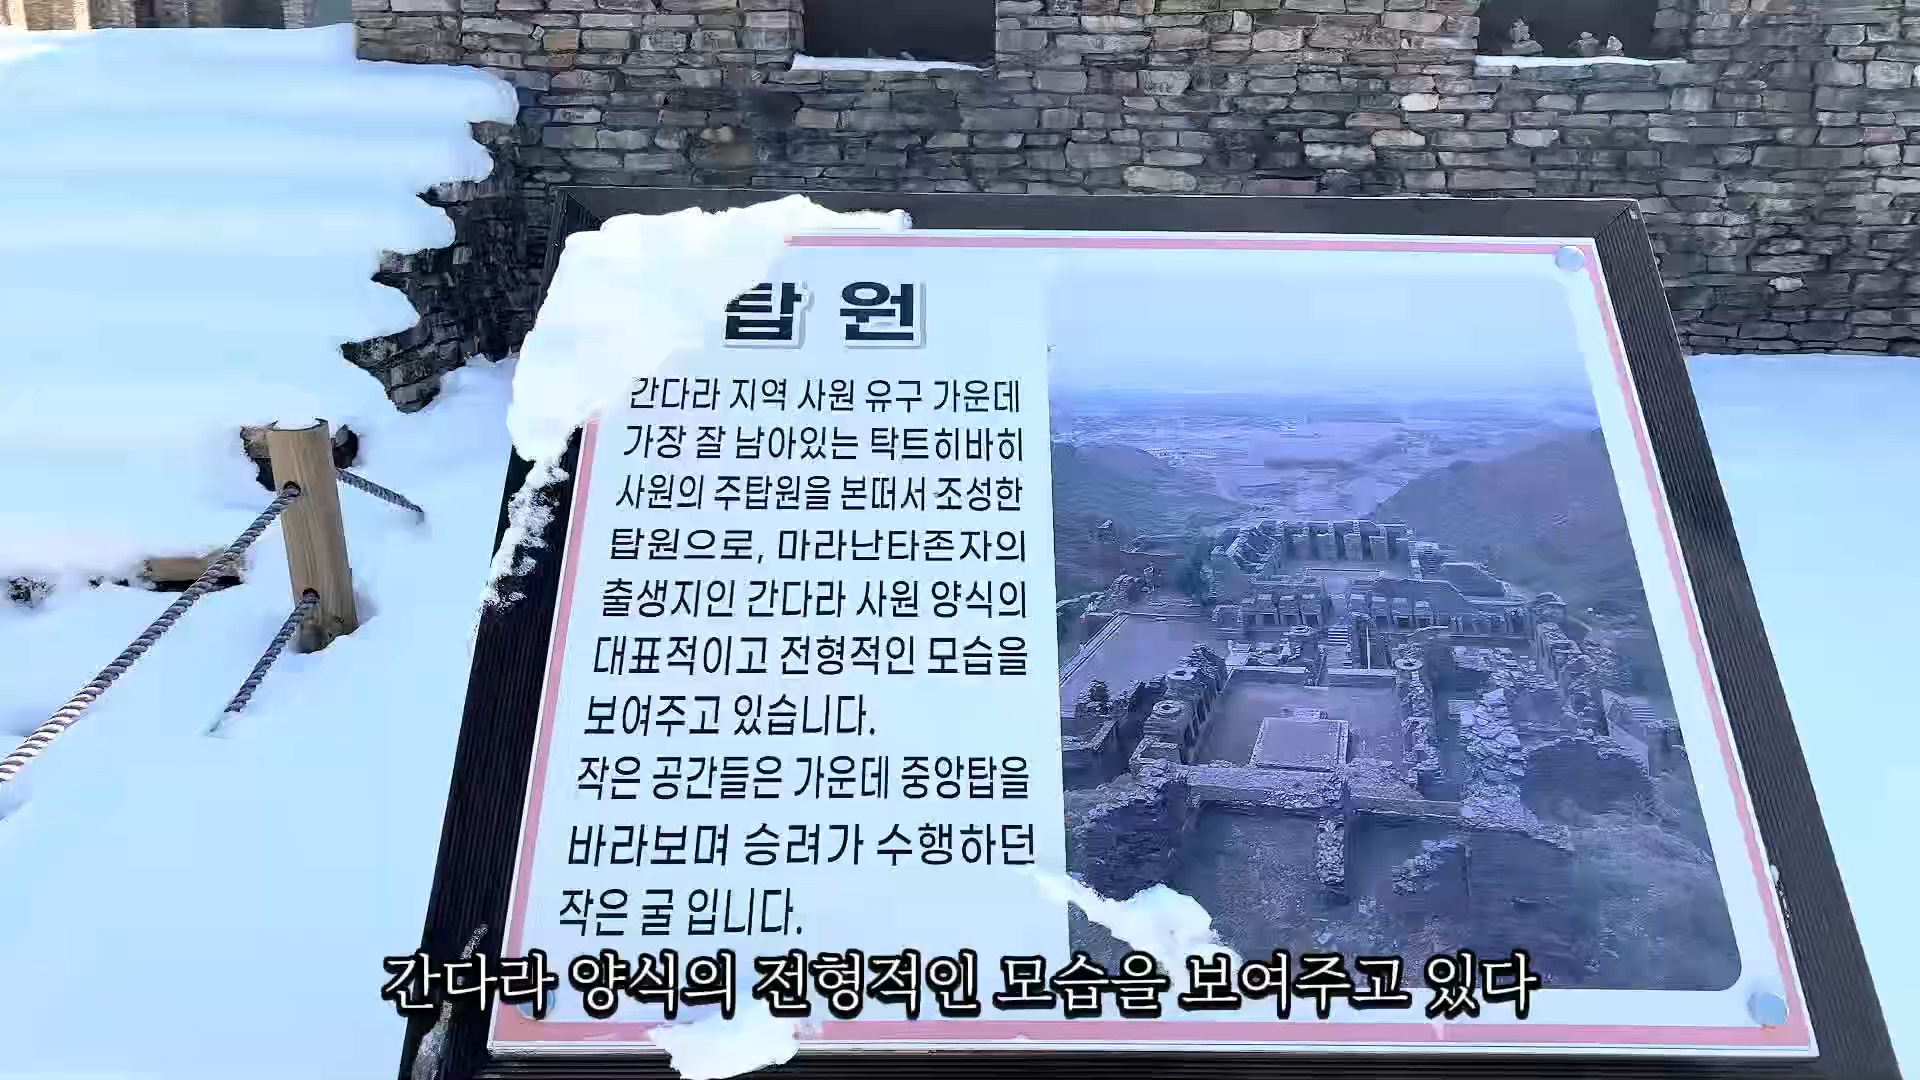 탑 원
간다라 지역 사원 유구 가운데
가장 잘 남아있는 탁트히바히
사원의 주탑원을 본떠서 조성한
탑원으로, 마라난타존자의
출생지인 간다라 사원 양식의
대표적이고 전형적인 모습을
보여주고 있습니다.
작은 공간들은 가운데 중앙탑을
바라보며 승려가 수행하던
작은 굴 입니다.
간다라 양식의 전형적인 모습을 보여주고 있다